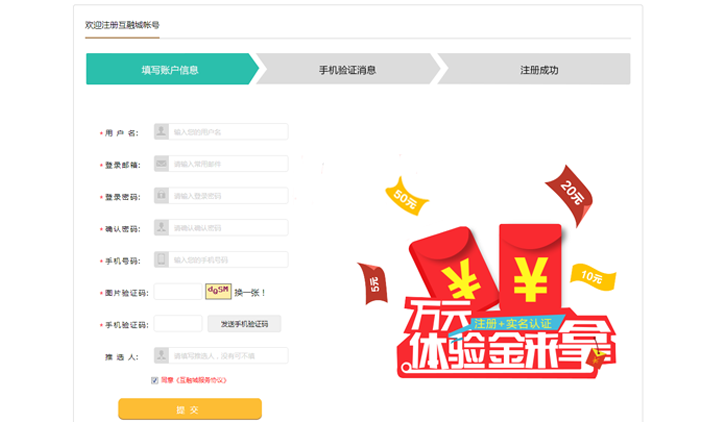 欢迎注册互融城帐号
填写账户信息 手机验证消息 注册成功
* 用 户 名: 输入您的用户名
* 登录邮箱: 请输入常用邮件
* 登录密码: 请输入登录密码
* 确认密码: 请确认确认密码
* 手机号码: 输入您的手机号码
* 图片验证码: doSM 换一张！
* 手机验证码: 发送手机验证码
推 选 人: 请填写推选人，没有可不填
同意《互融城服务协议》
提 交
50元
20元
5元
10元
¥ ¥
万元
注册+实名认证
体验金来拿